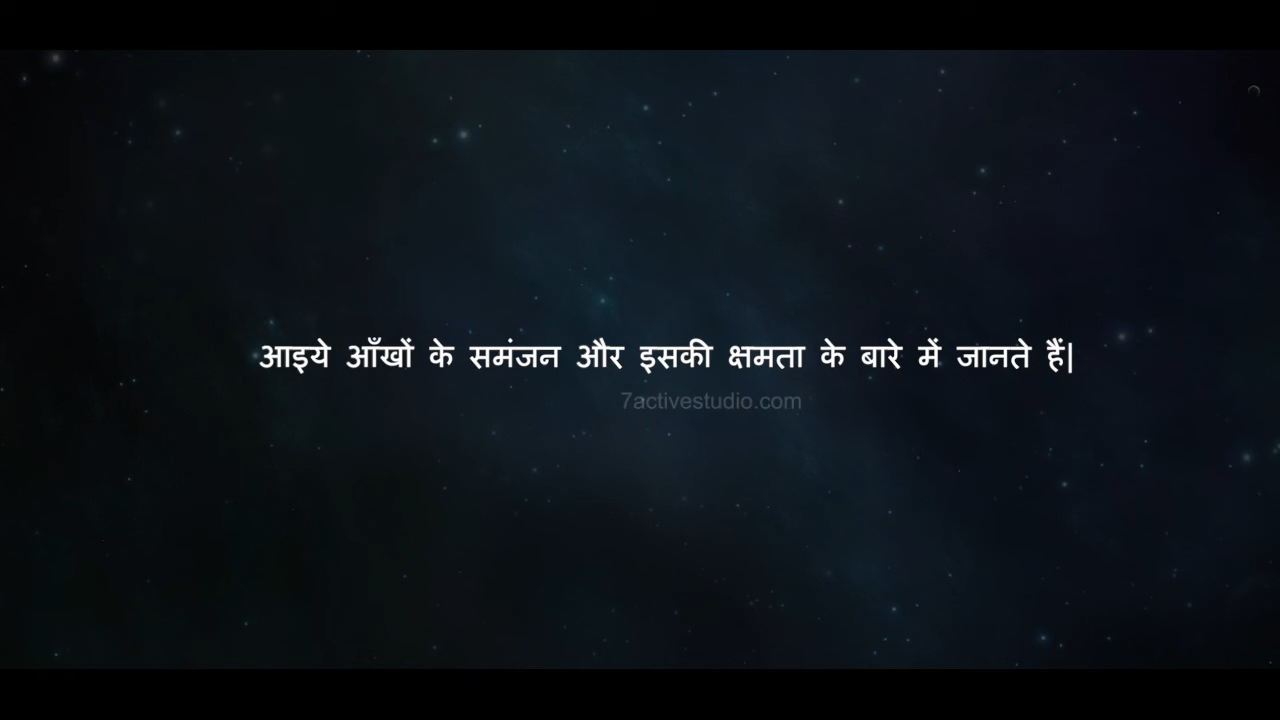 आइये आँखों के समंजन और इसकी क्षमता के बारे में जानते हैं|
7activestudio.com